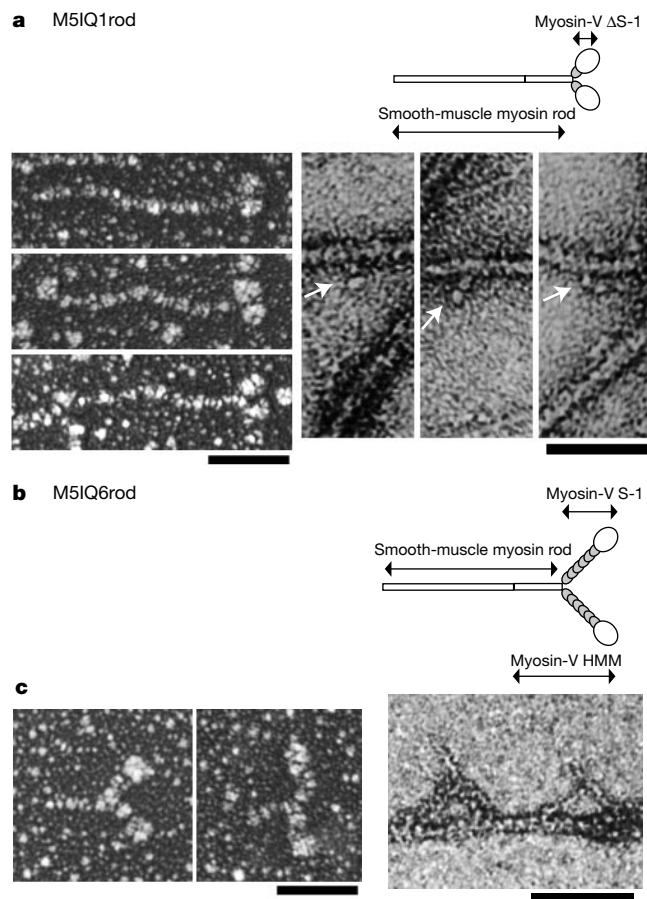 a M5IQ1rod
Myosin-V ΔS-1
Smooth-muscle myosin rod
b M5IQ6rod
Myosin-V S-1
Smooth-muscle myosin rod
Myosin-V HMM
c